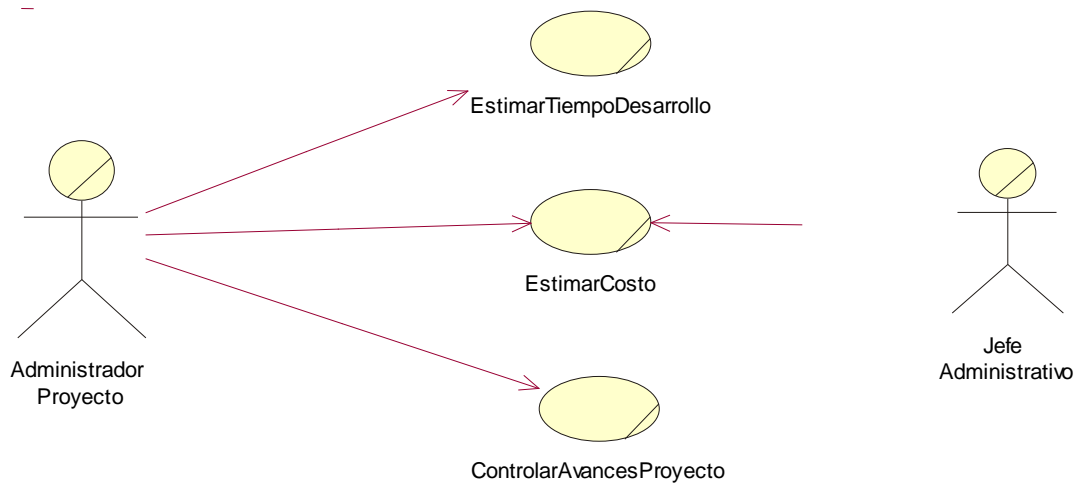 EstimarTiempoDesarrollo
EstimarCosto
Administrador
Proyecto
Jefe
Administrativo
ControlarAvancesProyecto